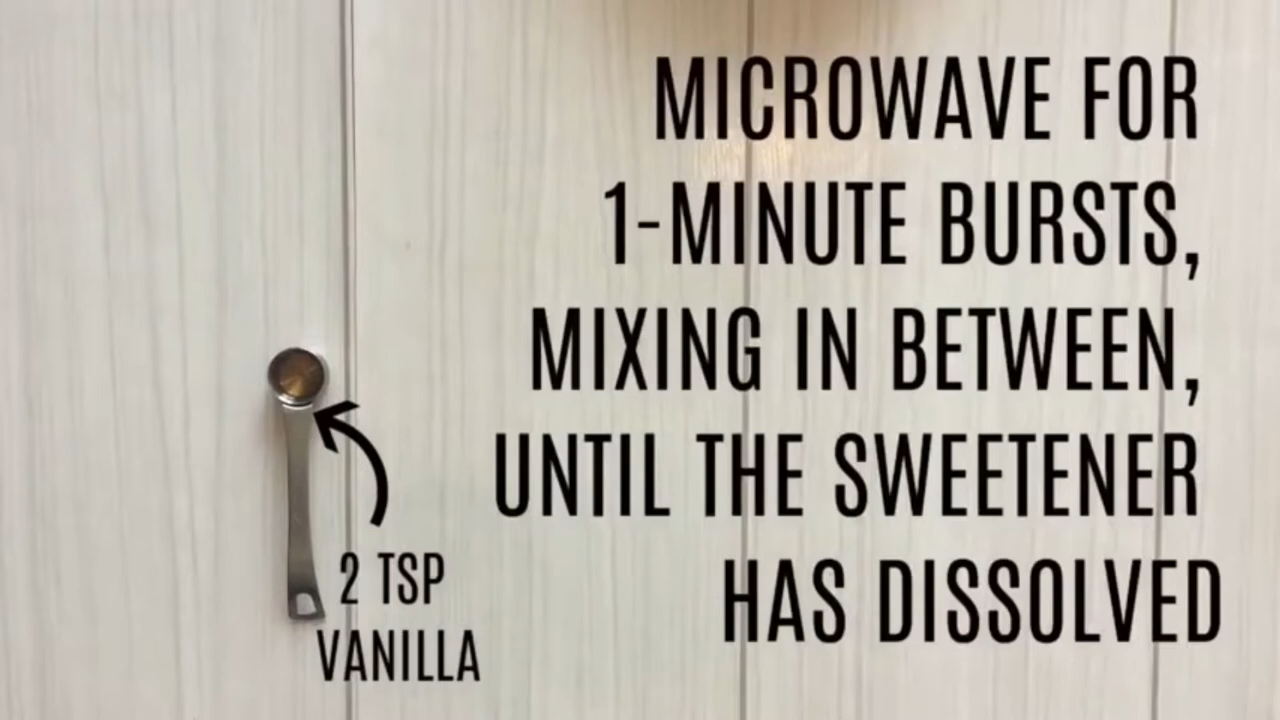 MICROWAVE FOR
1-MINUTE BURSTS,
MIXING IN BETWEEN,
UNTIL THE SWEETENER
HAS DISSOLVED
2 TSP
VANILLA